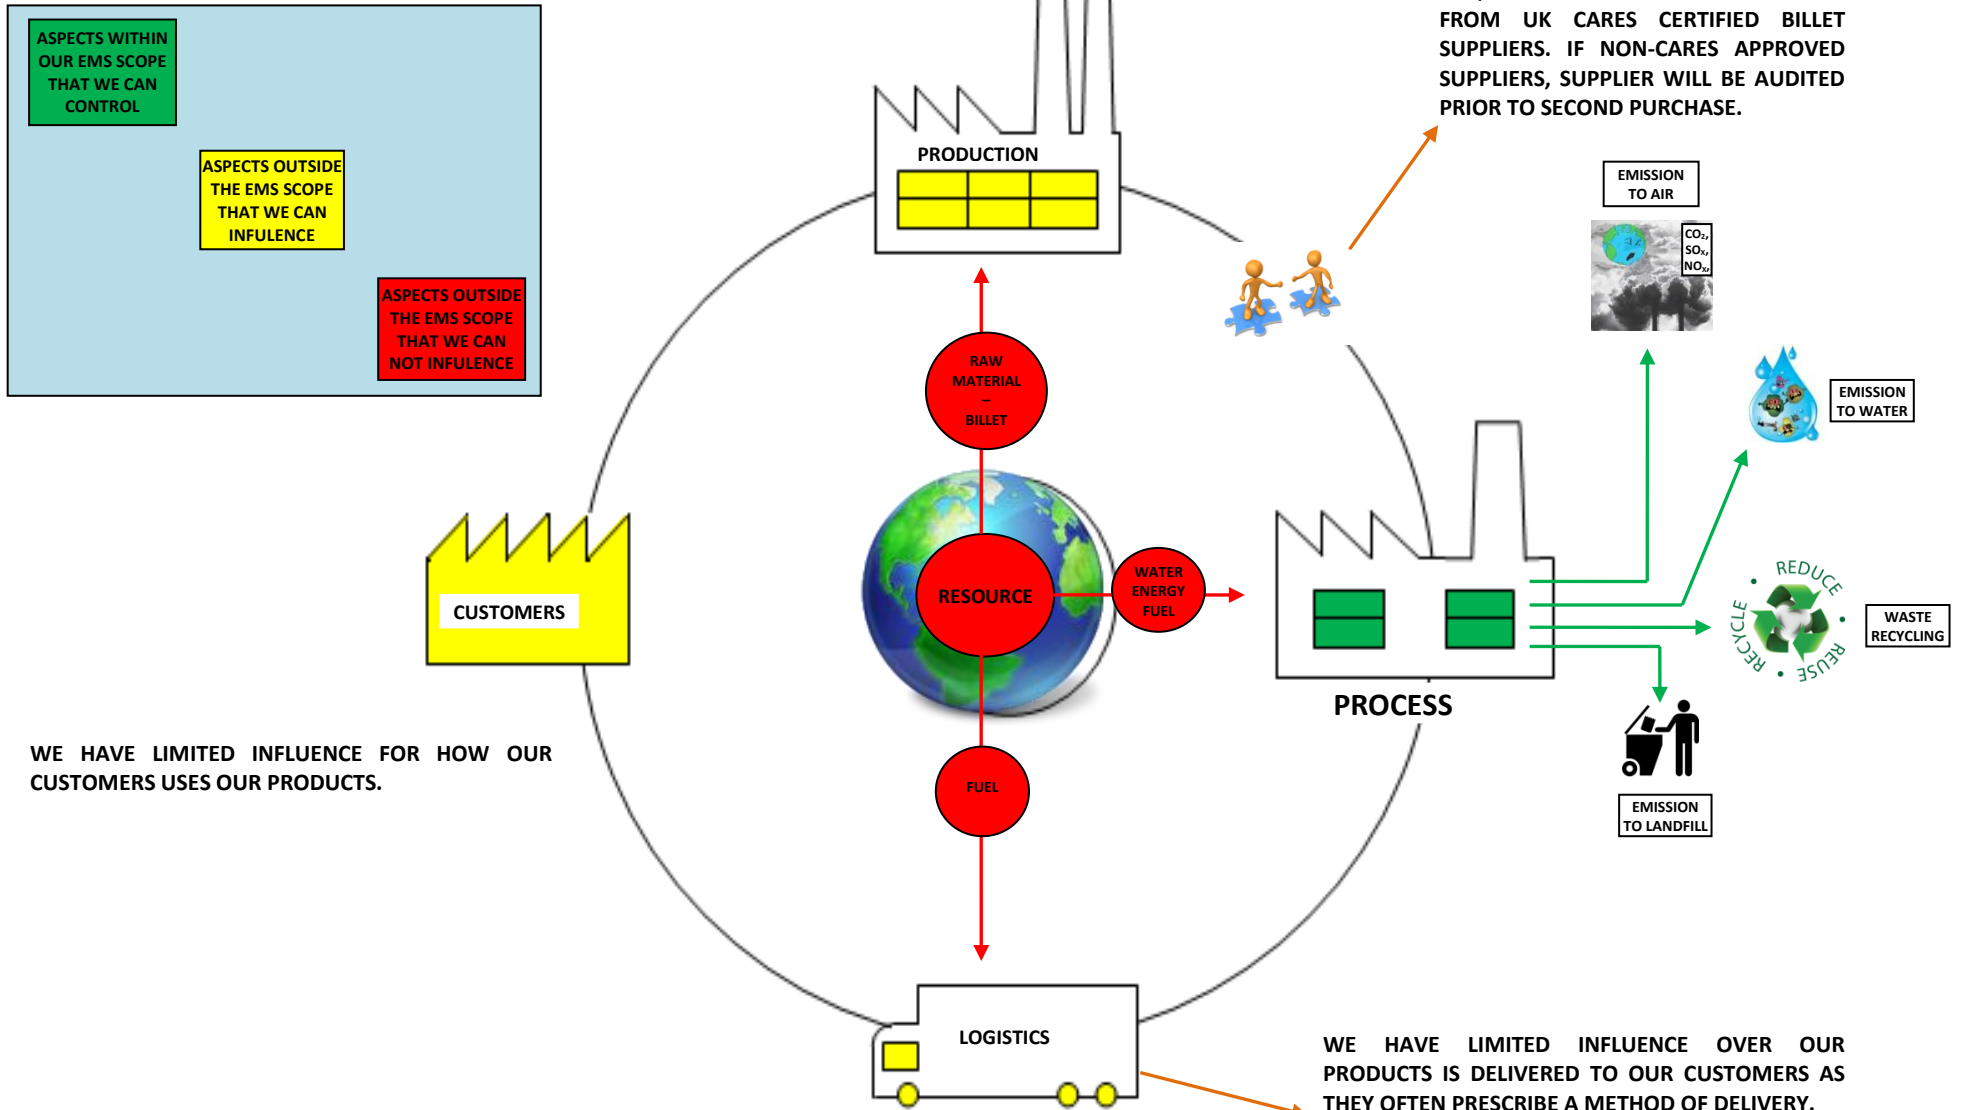 ASPECTS WITHIN
OUR EMS SCOPE
THAT WE CAN
CONTROL
ASPECTS OUTSIDE
THE EMS SCOPE
THAT WE CAN
INFULENCE
ASPECTS OUTSIDE
THE EMS SCOPE
THAT WE CAN
NOT INFULENCE
PRODUCTION
FROM UK CARES CERTIFIED BILLET
SUPPLIERS. IF NON-CARES APPROVED
SUPPLIERS, SUPPLIER WILL BE AUDITED
PRIOR TO SECOND PURCHASE.
EMISSION
TO AIR
CO₂,
SOₓ,
NOₓ,
RAW
MATERIAL
–
BILLET
EMISSION
TO WATER
CUSTOMERS
RESOURCE
WATER
ENERGY
FUEL
PROCESS
REDUCE
REUSE
RECYCLE
WASTE
RECYCLING
WE HAVE LIMITED INFLUENCE FOR HOW OUR
CUSTOMERS USES OUR PRODUCTS.
FUEL
EMISSION
TO LANDFILL
LOGISTICS
WE HAVE LIMITED INFLUENCE OVER OUR
PRODUCTS IS DELIVERED TO OUR CUSTOMERS AS
THEY OFTEN PRESCRIBE A METHOD OF DELIVERY.